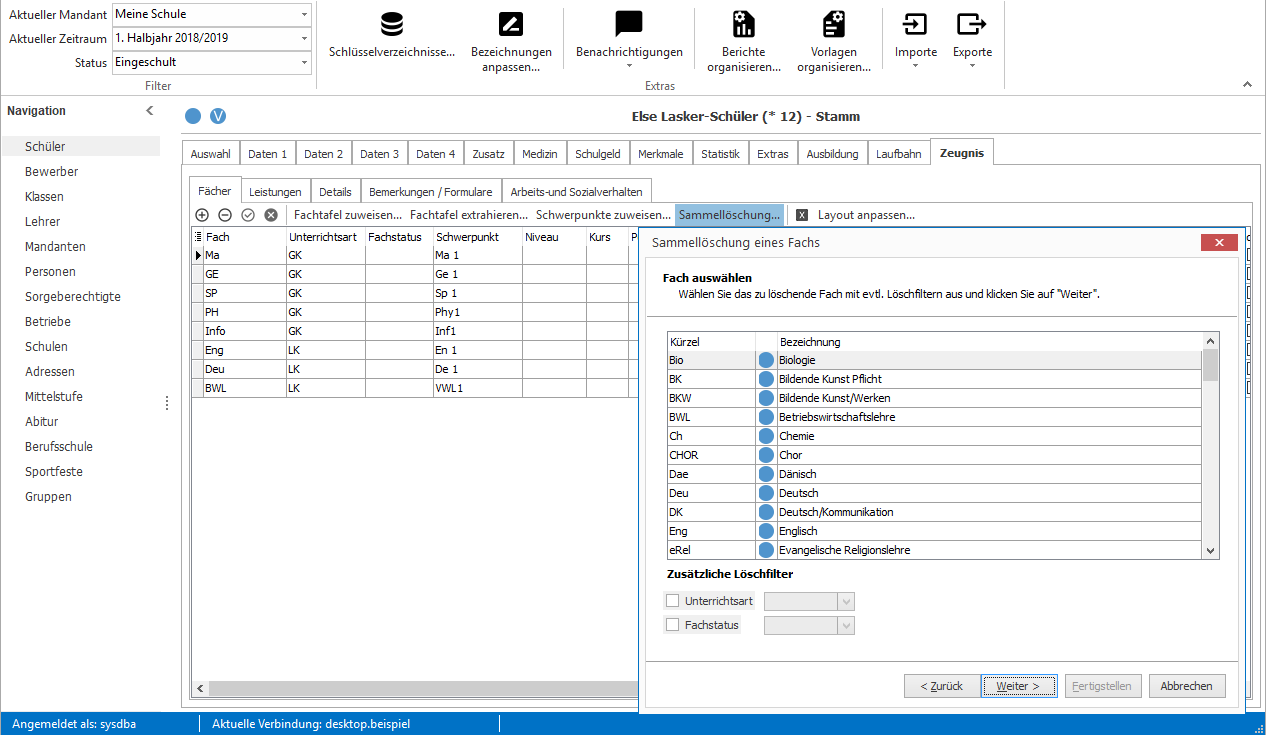 Aktueller Mandant Meine Schule
Aktueller Zeitraum 1. Halbjahr 2018/2019
Status Eingeschult
Filter
Schlüsselverzeichnisse...
Bezeichnungen
anpassen...
Benachrichtigungen
Berichte
organisieren...
Vorlagen
organisieren...
Extras
Importe
Exporte
Navigation
Schüler
Bewerber
Klassen
Lehrer
Mandanten
Personen
Sorgeberechtigte
Betriebe
Schulen
Adressen
Mittelstufe
Abitur
Berufsschule
Sportfeste
Gruppen
V
Else Lasker-Schüler (* 12) - Stamm
Auswahl Daten 1 Daten 2 Daten 3 Daten 4 Zusatz Medizin Schulgeld Merkmale Statistik Extras Ausbildung Laufbahn Zeugnis
Fächer Leistungen Details Bemerkungen / Formulare Arbeits-und Sozialverhalten
Fachtafel zuweisen... Fachtafel extrahieren... Schwerpunkte zuweisen... Sammellöschung... X Layout anpassen...
Fach Unterrichtsart Fachstatus Schwerpunkt Niveau Kurs P
Ma GK Ma 1
GE GK Ge 1
SP GK Sp 1
PH GK Phy1
Info GK Inf1
Eng LK En 1
Deu LK De 1
BWL LK VWL1
Sammellöschung eines Fachs
Fach auswählen
Wählen Sie das zu löschende Fach mit evtl. Löschfiltern aus und klicken Sie auf "Weiter".
Kürzel Bezeichnung
Bio Biologie
BK Bildende Kunst Pflicht
BKW Bildende Kunst/Werken
BWL Betriebswirtschaftslehre
Ch Chemie
CHOR Chor
Dae Dänisch
Deu Deutsch
DK Deutsch/Kommunikation
Eng Englisch
eRel Evangelische Religionslehre
Zusätzliche Löschfilter
Unterrichtsart
Fachstatus
< Zurück Weiter > Fertigstellen Abbrechen
Angemeldet als: sysdba Aktuelle Verbindung: desktop.beispiel